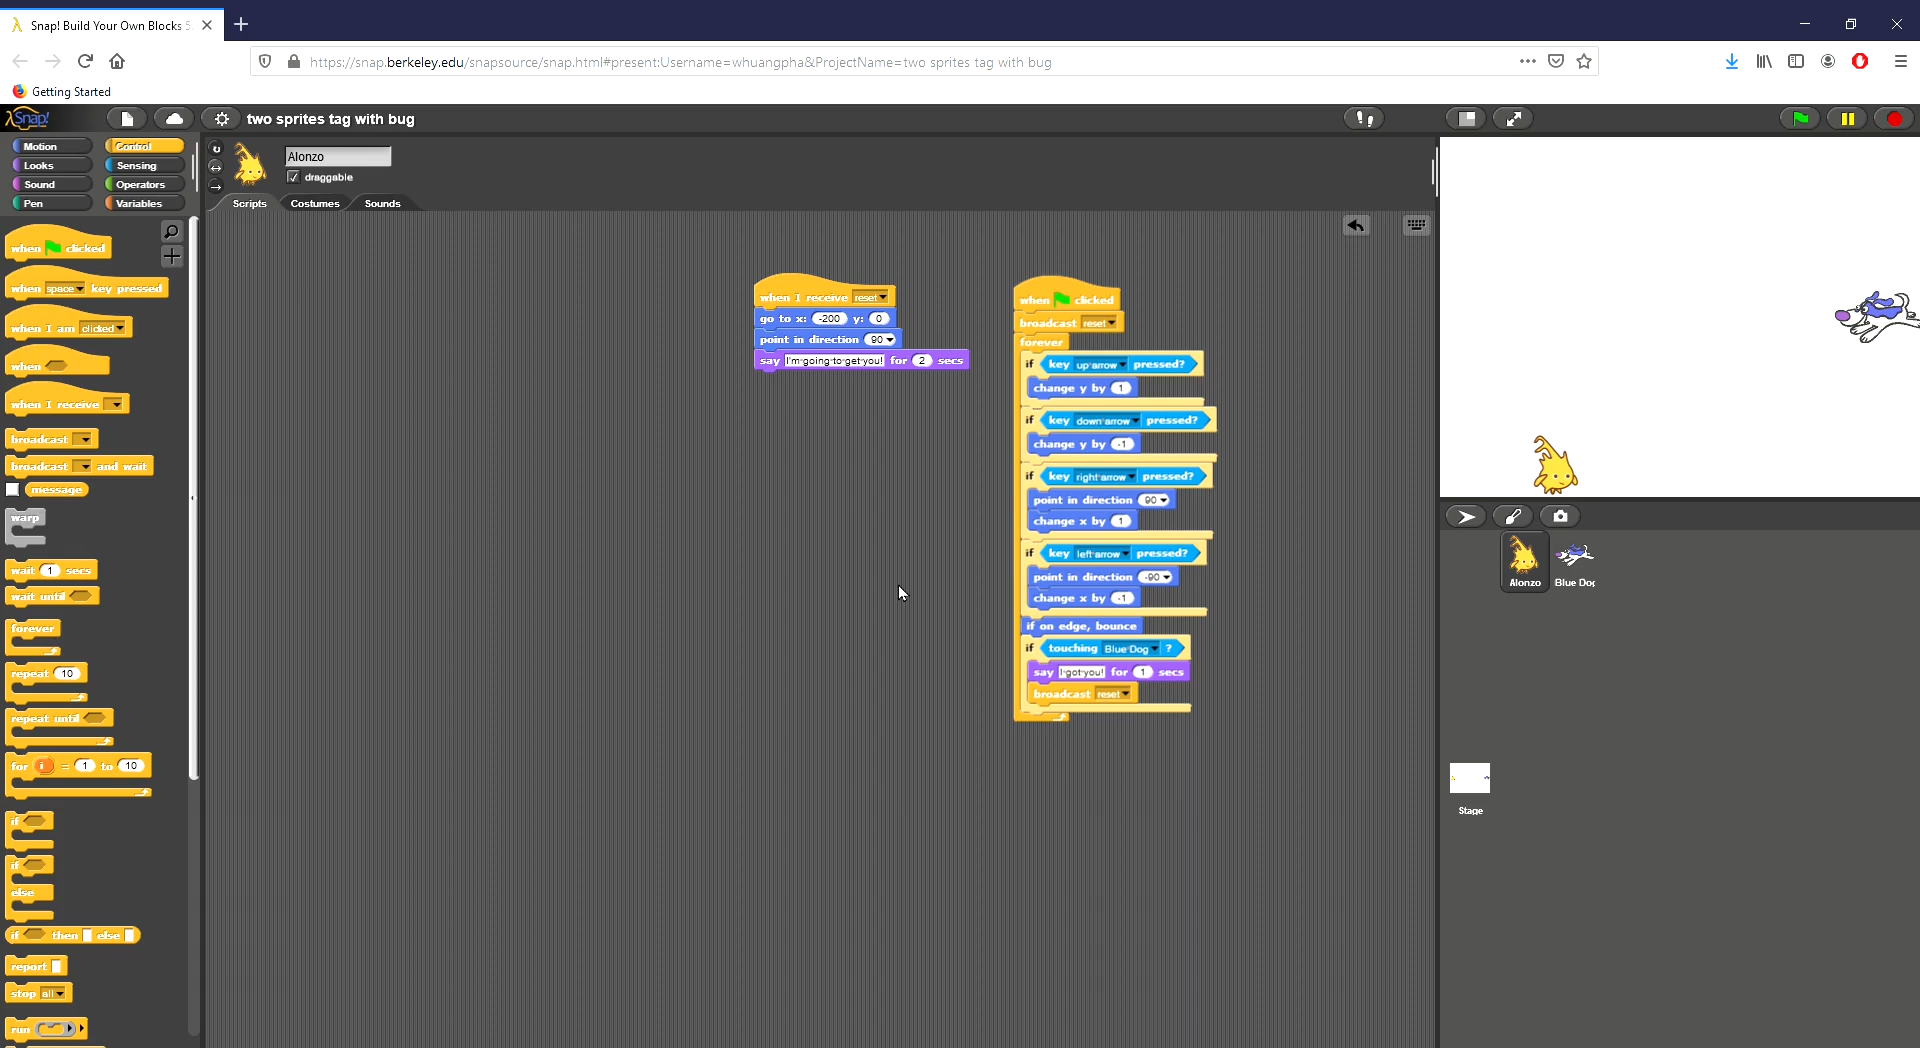 Snap! Build Your Own Blocks 5
https://snap.berkeley.edu/snapsource/snap.html#present:Username=whuangpha&ProjectName=two sprites tag with bug
Getting Started
Snap!
two sprites tag with bug
Motion
Control
Looks
Sensing
Sound
Operators
Pen
Variables
Alonzo
draggable
Scripts
Costumes
Sounds
when clicked
when space key pressed
when I am clicked
when
when I receive
broadcast
broadcast and wait
message
warp
wait 1 secs
wait until
forever
repeat 10
repeat until
for i = 1 to 10
if
if
else
if then else
report
stop all
run
when I receive reset
go to x: -200 y: 0
point in direction 90
say I'm·going·to·get·you! for 2 secs
when clicked
broadcast reset
forever
if key up·arrow pressed?
change y by 1
if key down·arrow pressed?
change y by -1
if key right·arrow pressed?
point in direction 90
change x by 1
if key left·arrow pressed?
point in direction -90
change x by -1
if on edge, bounce
if touching Blue·Dog ?
say I·got·you! for 1 secs
broadcast reset
Alonzo
Blue Dog
Stage